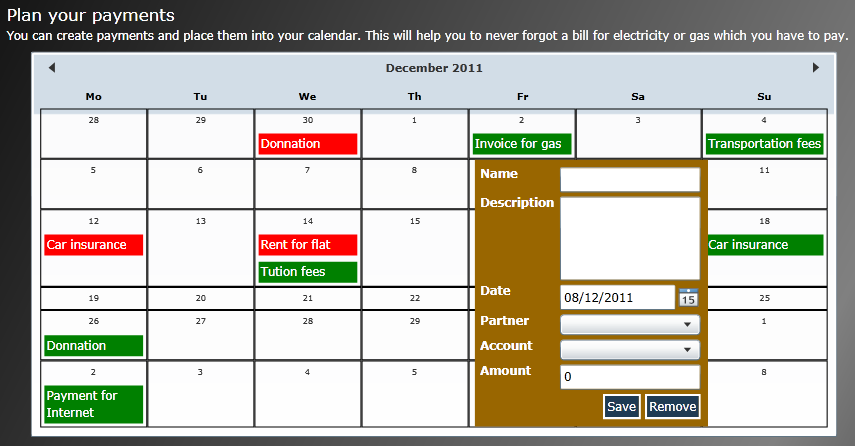 Plan your payments
You can create payments and place them into your calendar. This will help you to never forgot a bill for electricity or gas which you have to pay.
December 2011
Mo Tu We Th Fr Sa Su
28 29 30 1 2 3 4
Donnation Invoice for gas Transportation fees
5 6 7 8 11
12 13 14 15 18
Car insurance Rent for flat Car insurance
Tution fees
19 20 21 22 25
26 27 28 29 1
Donnation
2 3 4 5 8
Payment for
Internet
Name
Description
Date 08/12/2011 15
Partner
Account
Amount 0
Save Remove